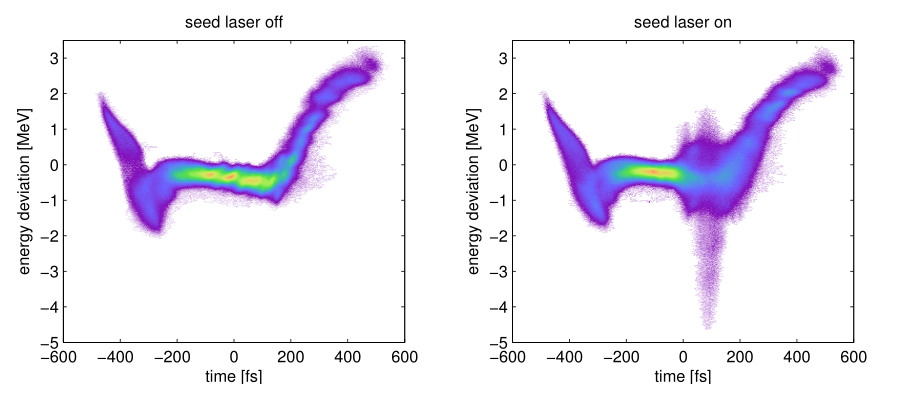 seed laser off
3
2
1
0
−1
−2
−3
−4
−5
energy deviation [MeV]
−600 −400 −200 0 200 400 600
time [fs]
seed laser on
3
2
1
0
−1
−2
−3
−4
−5
energy deviation [MeV]
−600 −400 −200 0 200 400 600
time [fs]